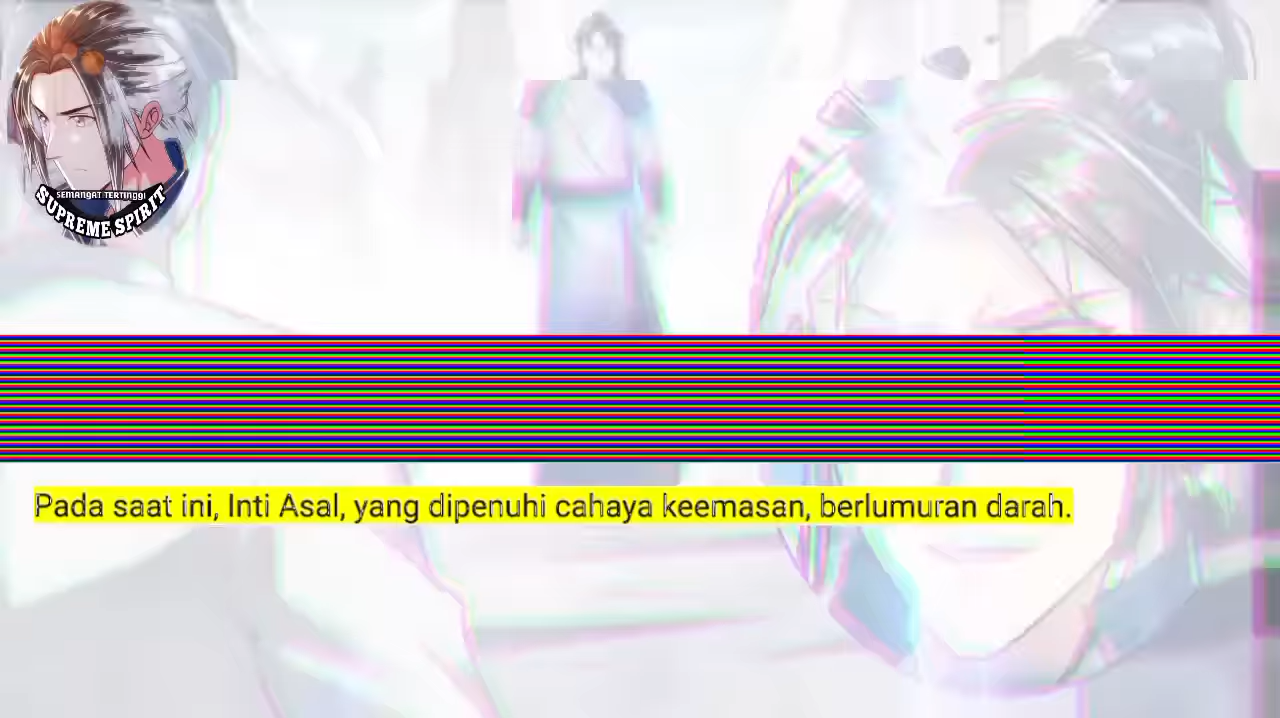 SEMANGAT TERTINGGI
SUPREME SPIRIT
Pada saat ini, Inti Asal, yang dipenuhi cahaya keemasan, berlumuran darah.